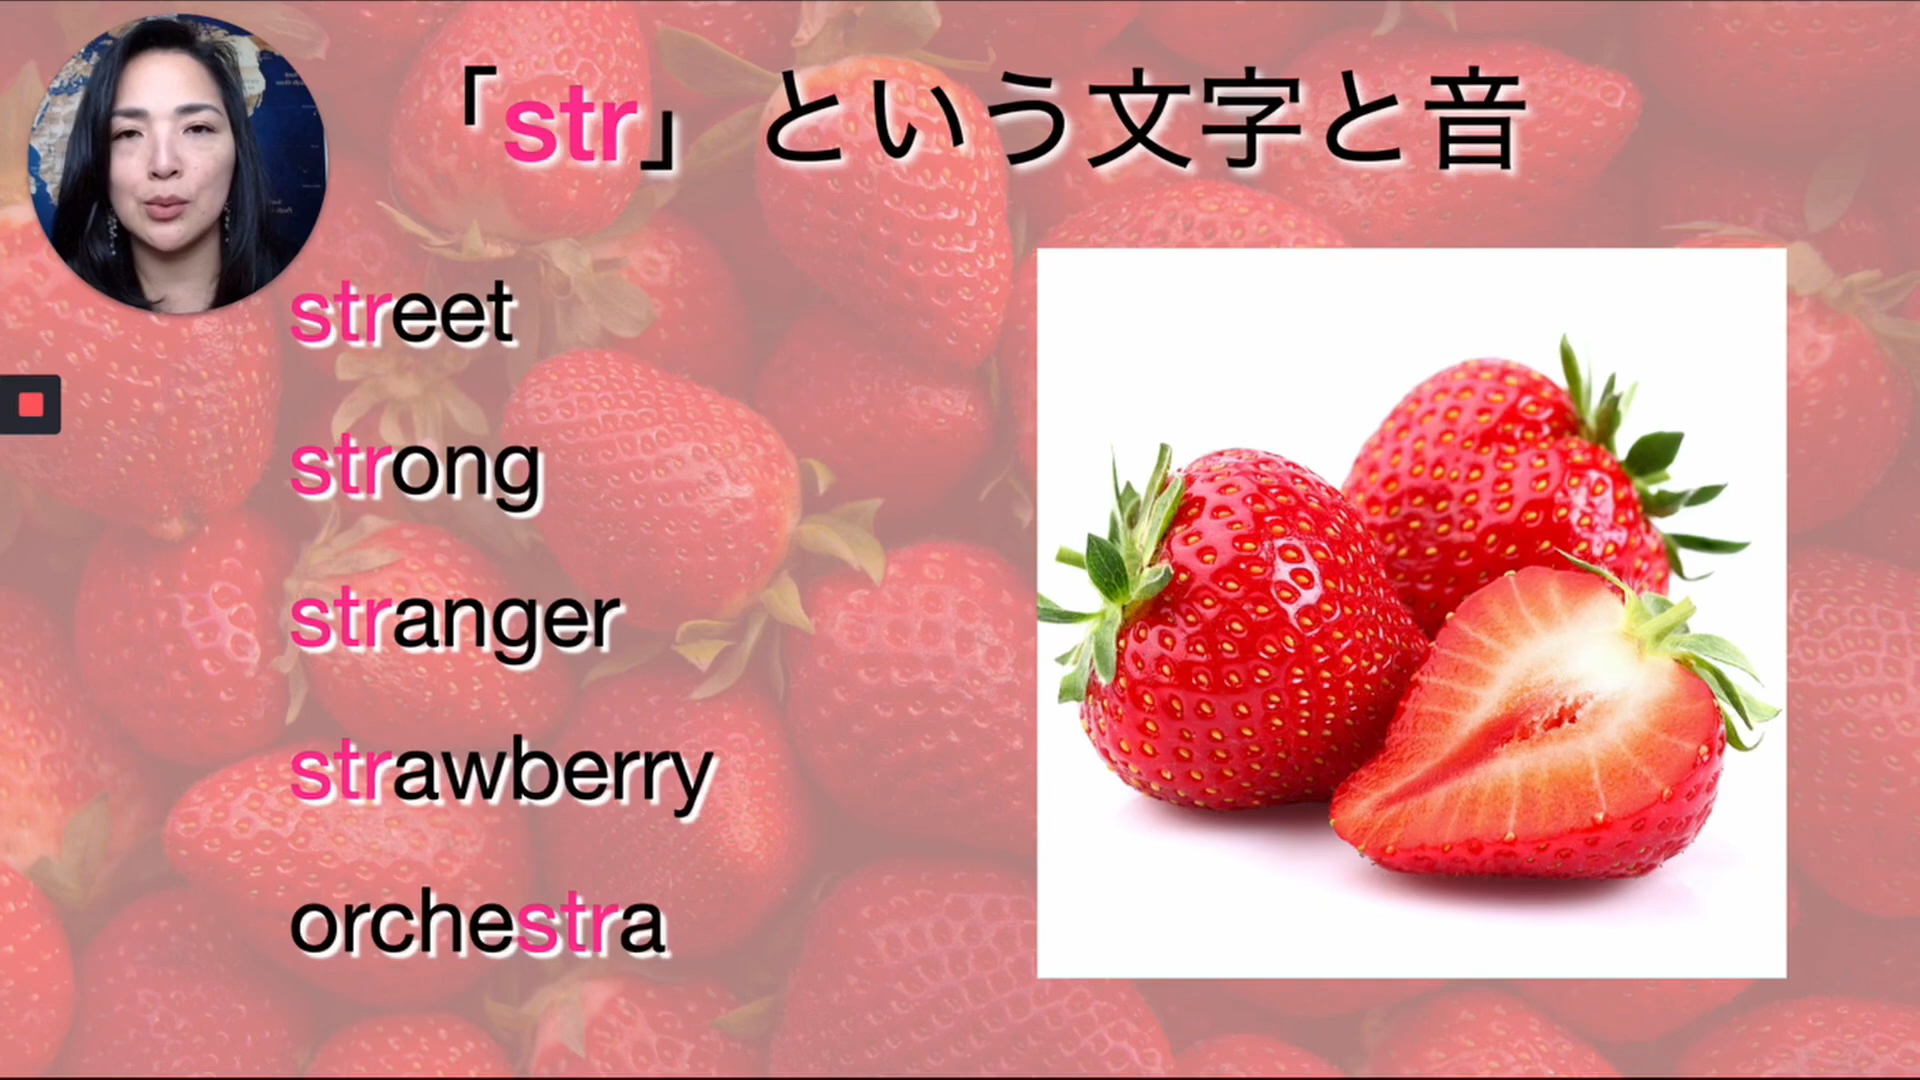 「str」という文字と音
street
strong
stranger
strawberry
orchestra